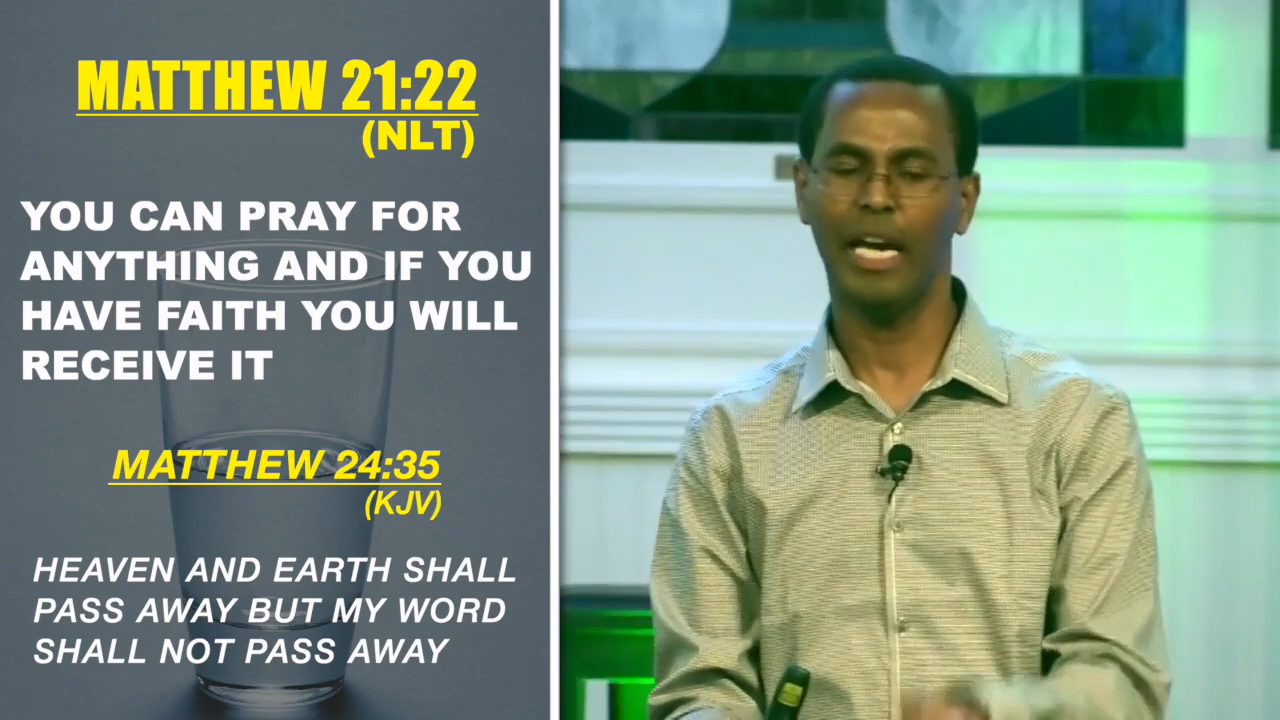 MATTHEW 21:22
(NLT)
YOU CAN PRAY FOR
ANYTHING AND IF YOU
HAVE FAITH YOU WILL
RECEIVE IT
MATTHEW 24:35
(KJV)
HEAVEN AND EARTH SHALL
PASS AWAY BUT MY WORD
SHALL NOT PASS AWAY